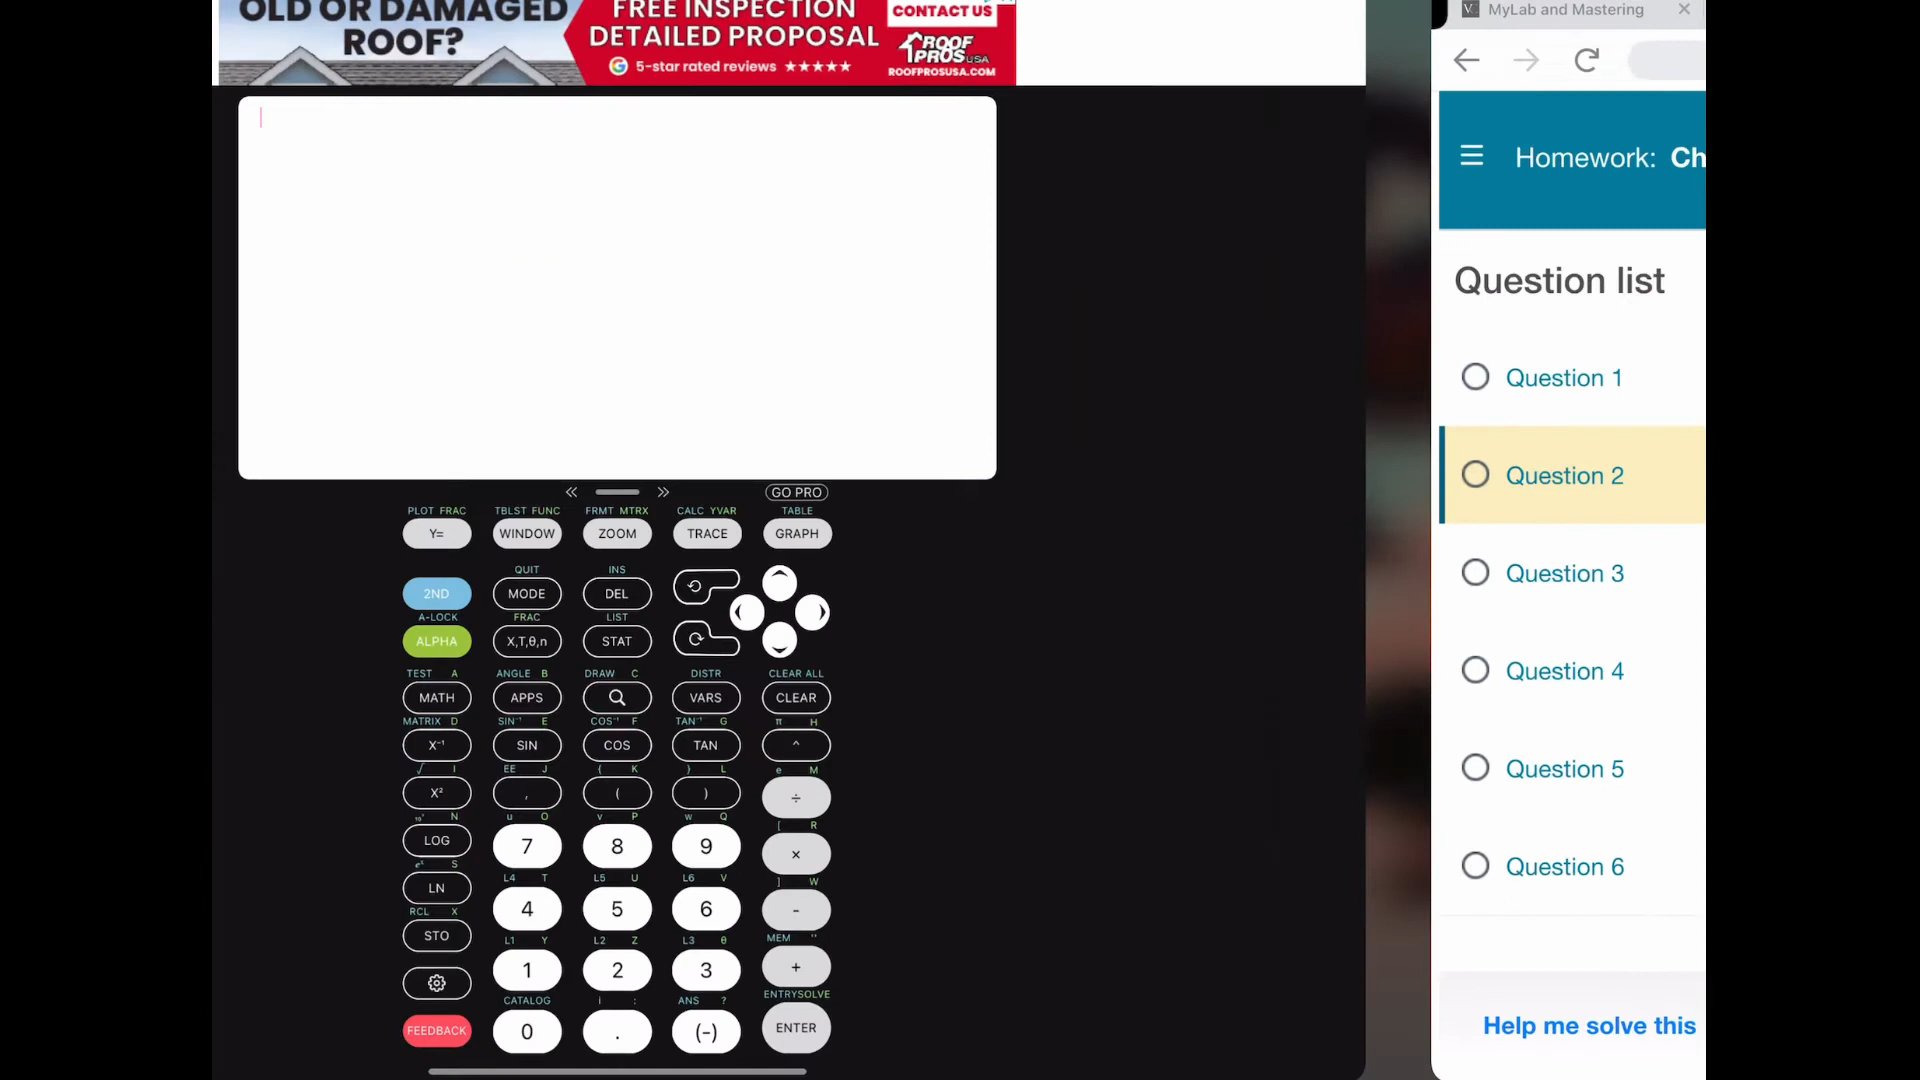 OLD OR DAMAGED
ROOF?
FREE INSPECTION
DETAILED PROPOSAL
5-star rated reviews ★★★★★
CONTACT US
ROOF
PROS USA
ROOFPROSUSA.COM
GO PRO
PLOT FRAC TBLST FUNC FRMT MTRX CALC YVAR TABLE
Y= WINDOW ZOOM TRACE GRAPH
QUIT INS
2ND MODE DEL
A-LOCK FRAC LIST
ALPHA X,T,θ,n STAT
TEST A ANGLE B DRAW C DISTR CLEAR ALL
MATH APPS VARS CLEAR
MATRIX D SIN⁻¹ E COS⁻¹ F TAN⁻¹ G π H
X⁻¹ SIN COS TAN ^
√ I EE J { K } L e M
X² , ( ) ÷
N u O v P w Q [ R
LOG 7 8 9 ×
eˣ S L4 T L5 U L6 V ] W
LN 4 5 6 -
RCL X L1 Y L2 Z L3 θ MEM "
STO 1 2 3 +
CATALOG i : ANS ? ENTRY SOLVE
FEEDBACK 0 . (-) ENTER
MyLab and Mastering
Homework: Ch
Question list
Question 1
Question 2
Question 3
Question 4
Question 5
Question 6
Help me solve this